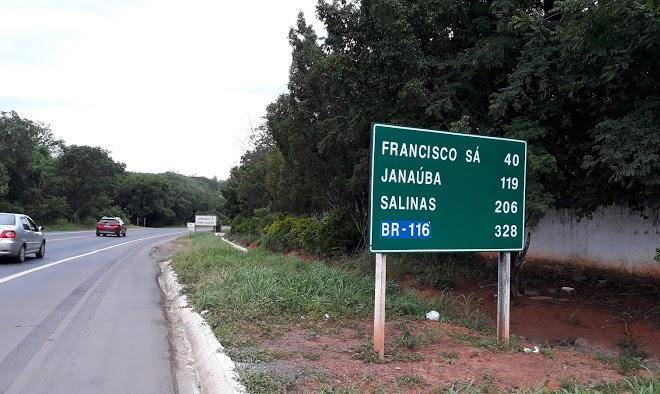 FRANCISCO SÁ 40
JANAÚBA 119
SALINAS 206
BR-116 328